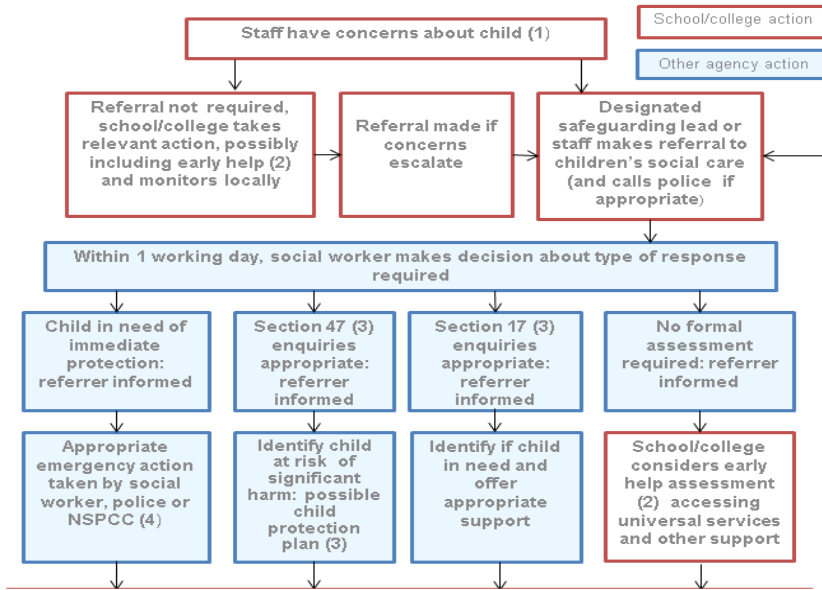 School/college action
Other agency action
Staff have concerns about child (1)
Referral not required,
school/college takes
relevant action, possibly
including early help (2)
and monitors locally
Referral made if
concerns
escalate
Designated
safeguarding lead or
staff makes referral to
children's social care
(and calls police if
appropriate)
Within 1 working day, social worker makes decision about type of response
required
Child in need of
immediate
protection:
referrer informed
Section 47 (3)
enquiries
appropriate:
referrer
informed
Section 17 (3)
enquiries
appropriate:
referrer
informed
No formal
assessment
required: referrer
informed
Appropriate
emergency action
taken by social
worker, police or
NSPCC (4)
Identify child
at risk of
significant
harm: possible
child
protection
plan (3)
Identify if child
in need and
offer
appropriate
support
School/college
considers early
help assessment
(2) accessing
universal services
and other support